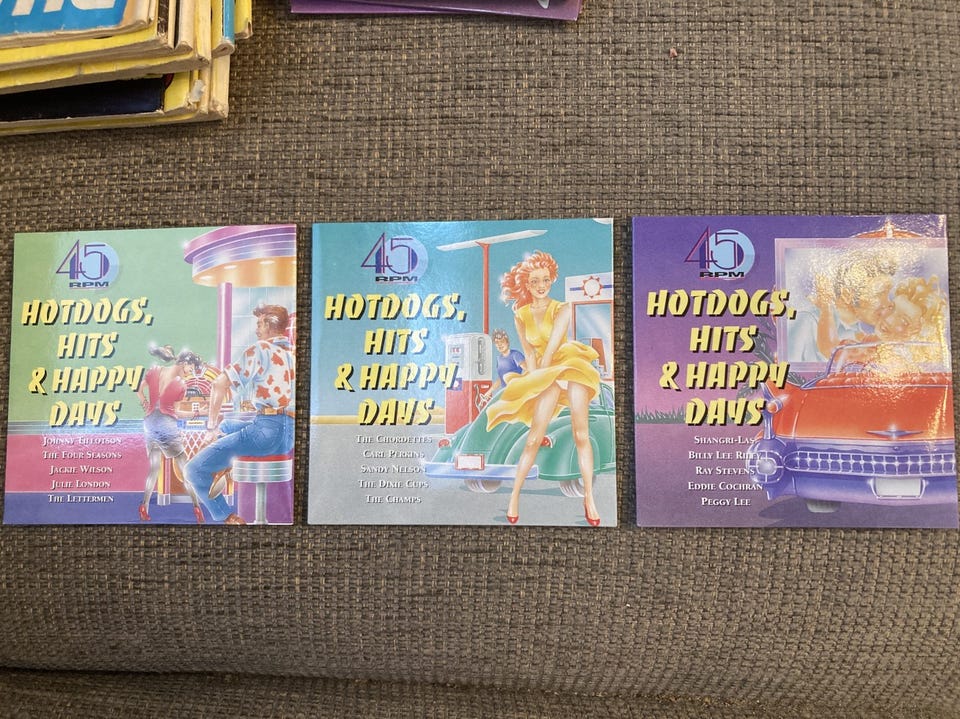 45
RPM
HOTDOGS,
HITS
& HAPPY
DAYS
JOHNNY TILLOTSON
THE FOUR SEASONS
JACKIE WILSON
JULIE LONDON
THE LETTERMEN
45
RPM
HOTDOGS,
HITS
& HAPPY
DAYS
THE CHORDETTES
CARL PERKINS
SANDY NELSON
THE DIXIE CUPS
THE CHAMPS
45
RPM
HOTDOGS,
HITS
& HAPPY
DAYS
SHANGRI-LAS
BILLY LEE RILEY
RAY STEVENS
EDDIE COCHRAN
PEGGY LEE